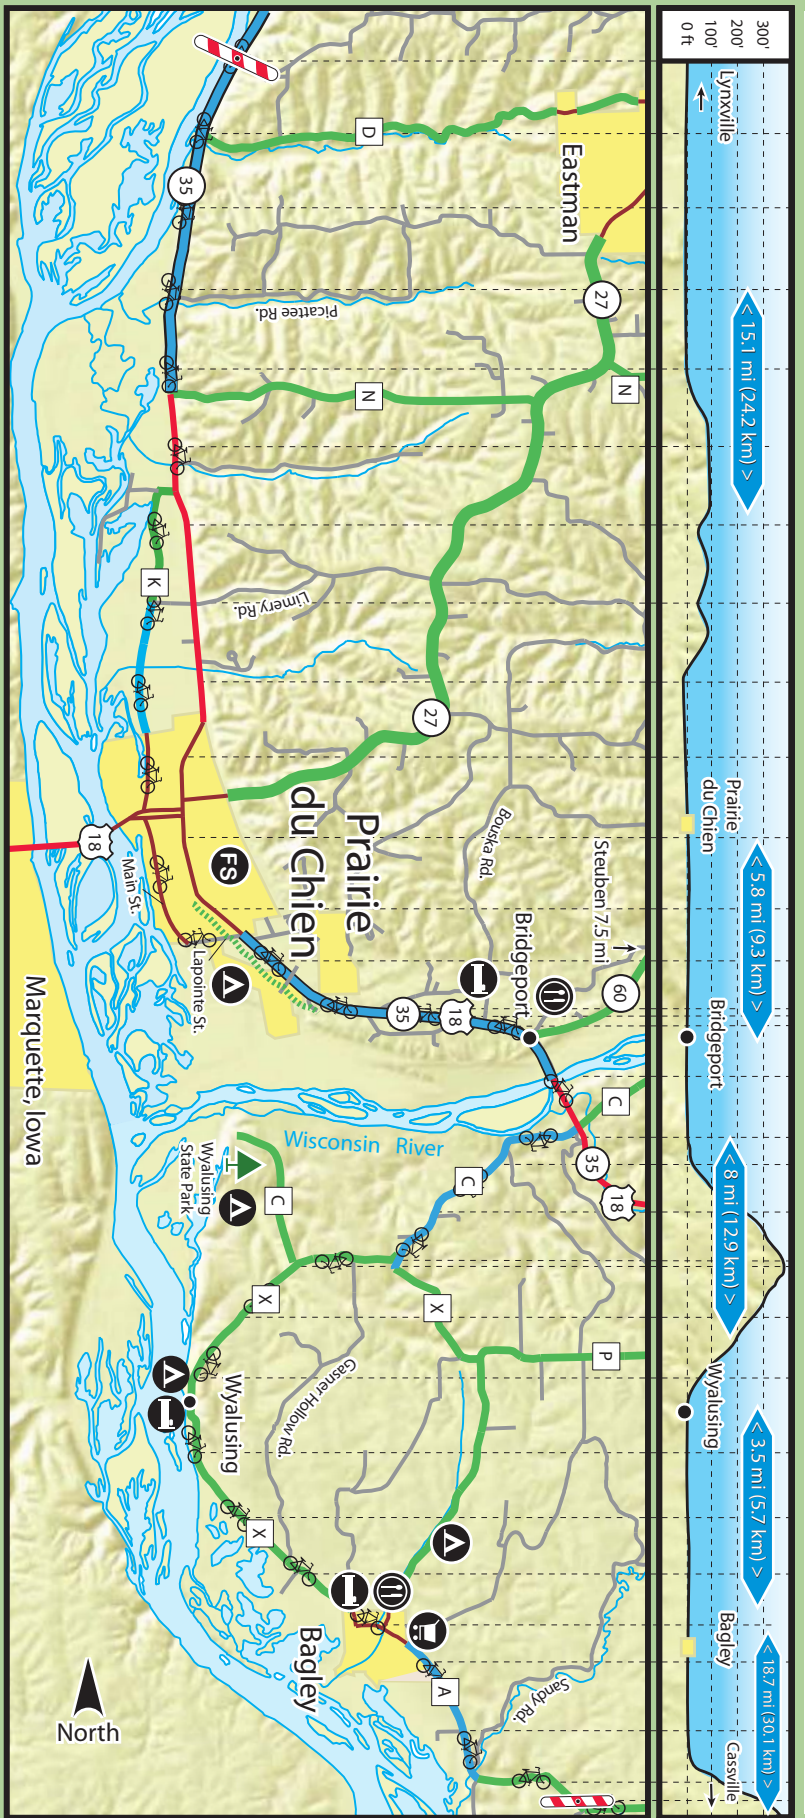 300'
200'
100'
0 ft
Lynxville
< 15.1 mi (24.2 km) >
Prairie
du Chien
< 5.8 mi (9.3 km) >
Bridgeport
< 8 mi (12.9 km) >
Wyalusing
< 3.5 mi (5.7 km) >
Bagley
< 18.7 mi (30.1 km) >
Cassville
D
Eastman
35
27
Picattee Rd.
N
N
K
Limery Rd.
27
Bouska Rd.
Steuben 7.5 mi
Prairie
du Chien
FS
18
Main St.
Lapointe St.
Bridgeport
60
35
18
Marquette, Iowa
C
Wisconsin River
35
18
C
C
Wyalusing
State Park
X
X
P
Gasner Hollow Rd.
Wyalusing
X
Bagley
A
Sandy Rd.
North